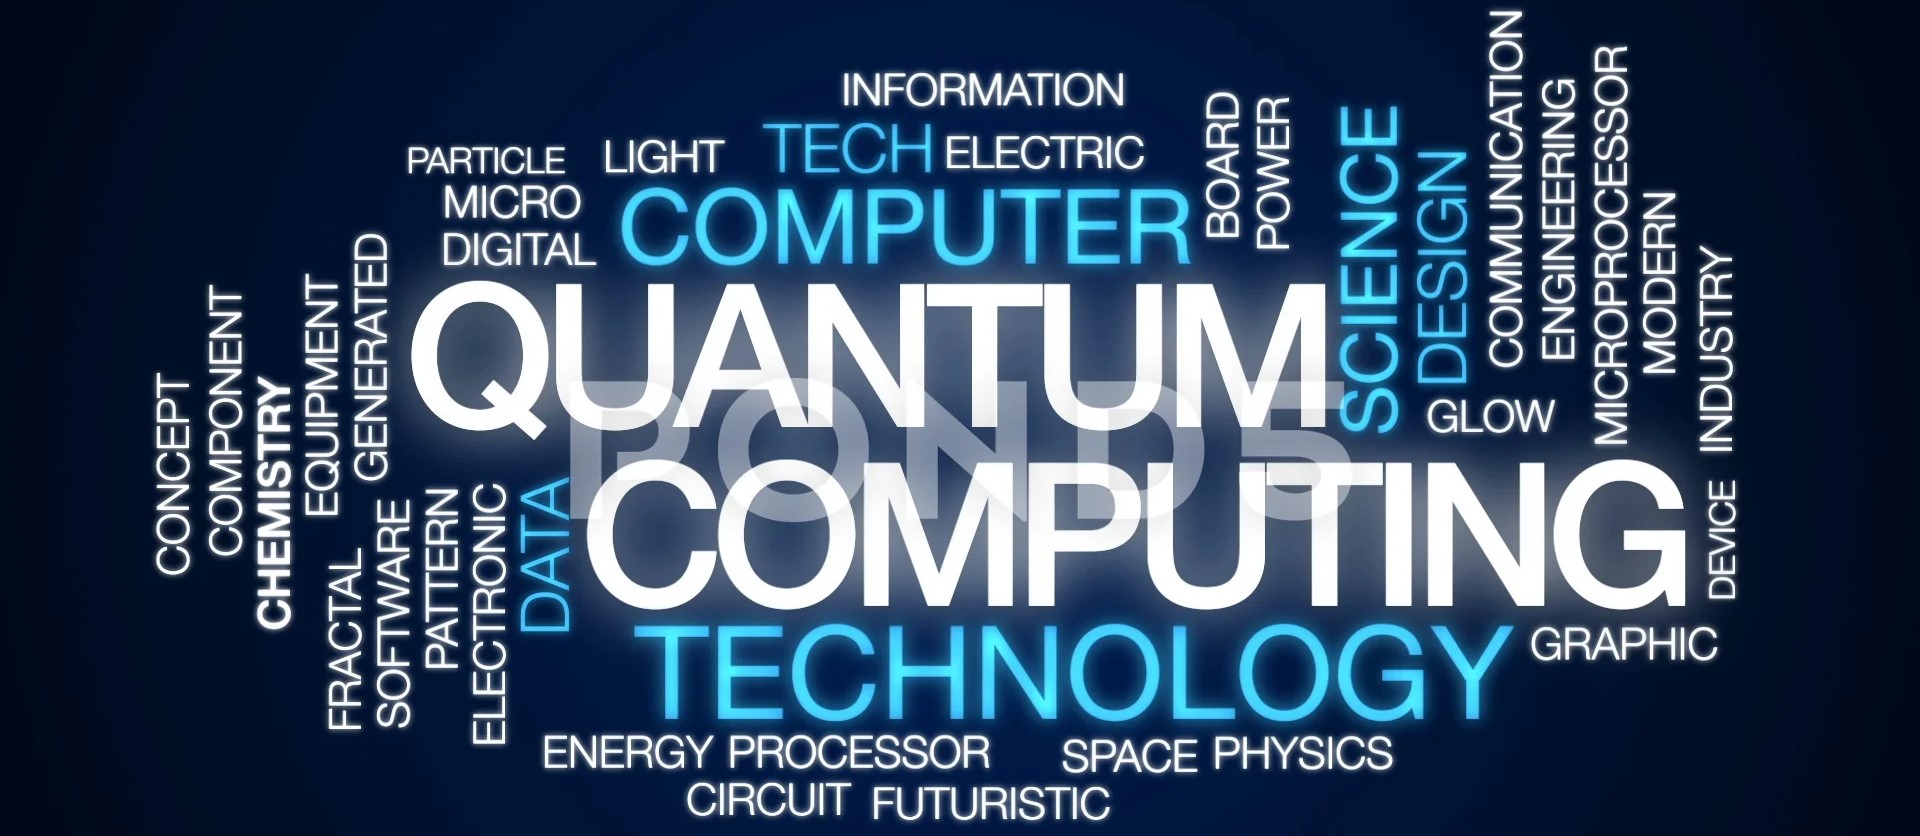 INFORMATION
PARTICLE
LIGHT
TECH
ELECTRIC
MICRO
DIGITAL
COMPUTER
BOARD
POWER
SCIENCE
DESIGN
COMMUNICATION
ENGINEERING
MICROPROCESSOR
MODERN
INDUSTRY
GLOW
CONCEPT
COMPONENT
CHEMISTRY
EQUIPMENT
GENERATED
QUANTUM
POND5
COMPUTING
FRACTAL
SOFTWARE
PATTERN
ELECTRONIC
DATA
DEVICE
TECHNOLOGY
GRAPHIC
ENERGY
PROCESSOR
SPACE
PHYSICS
CIRCUIT
FUTURISTIC